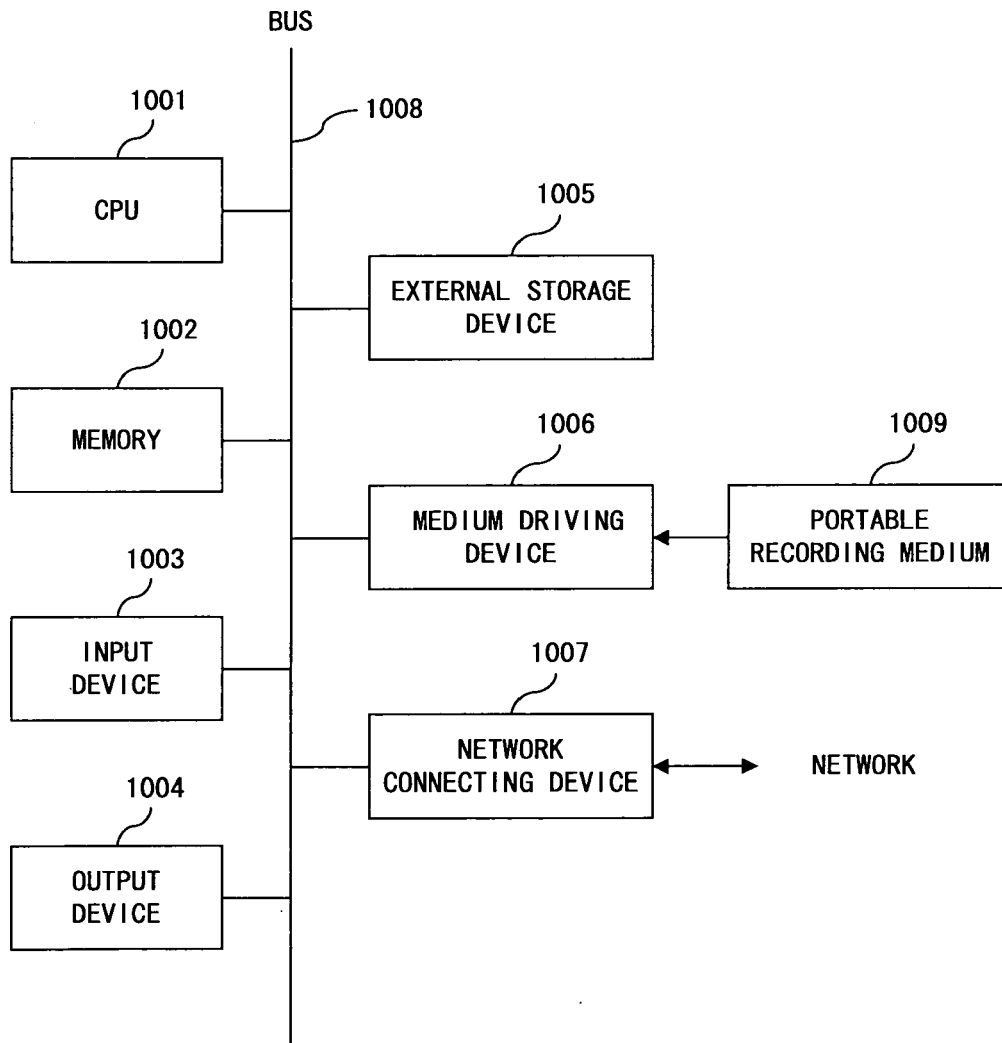 BUS
1001
1008
CPU
1005
EXTERNAL STORAGE
DEVICE
1002
MEMORY
1006
1009
MEDIUM DRIVING
DEVICE
PORTABLE
RECORDING MEDIUM
1003
INPUT
DEVICE
1007
NETWORK
CONNECTING DEVICE
NETWORK
1004
OUTPUT
DEVICE